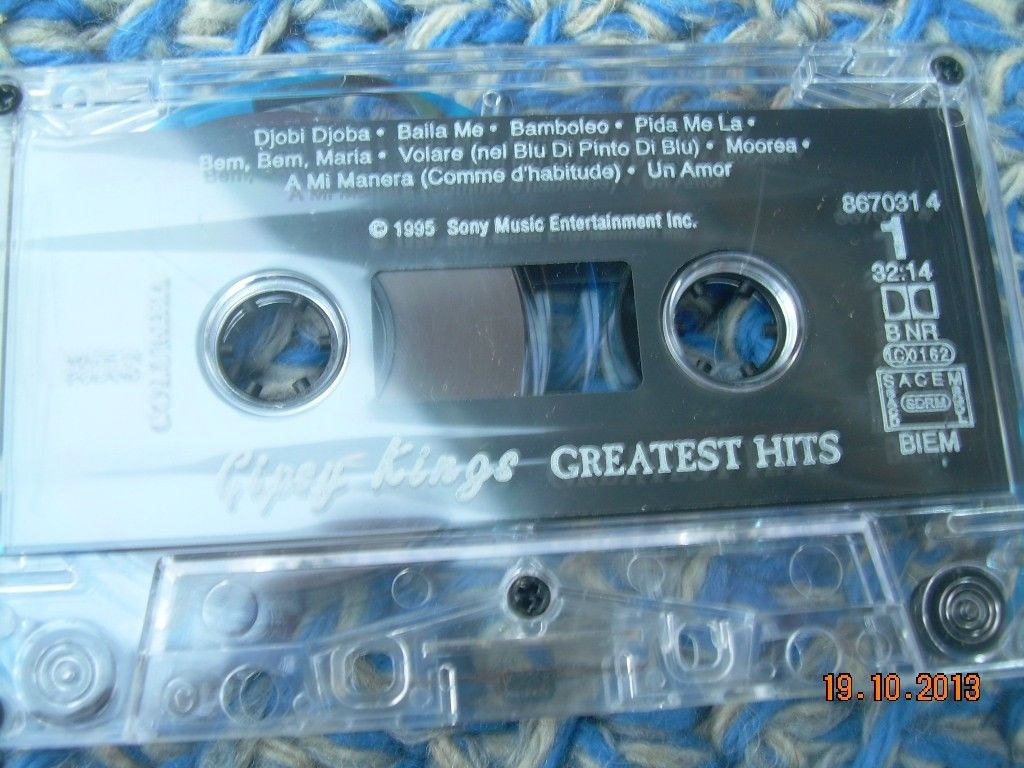 Djobi Djoba • Baila Me • Bamboleo • Pida Me La •
Bem, Bem, Maria • Volare (nel Blu Di Pinto Di Blu) • Moorea •
A Mi Manera (Comme d'habitude) • Un Amor
© 1995 Sony Music Entertainment Inc.
867031 4
1
32:14
B NR
COLUMBIA
LC 0162
SACEM
SDRM
BIEM
Gipsy Kings GREATEST HITS
19.10.2013